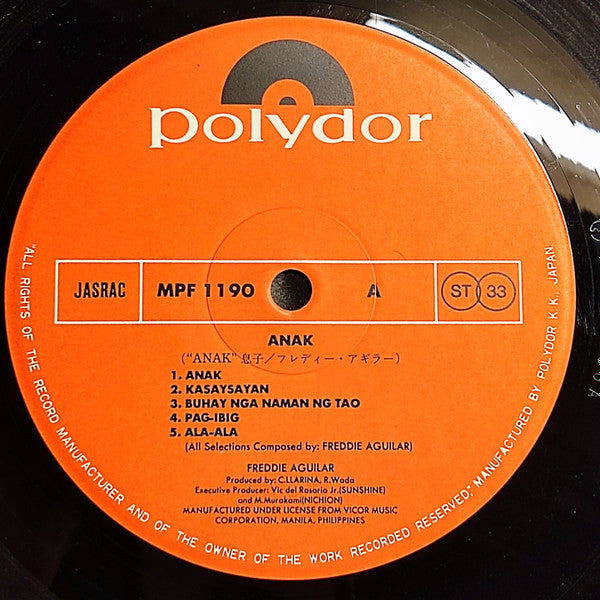 polydor
JASRAC MPF 1190 A ST 33
ANAK
("ANAK" 息子/フレディー・アギラー)
1. ANAK
2. KASAYSAYAN
3. BUHAY NGA NAMAN NG TAO
4. PAG-IBIG
5. ALA-ALA
(All Selections Composed by: FREDDIE AGUILAR)
FREDDIE AGUILAR
Produced by: C.LLARINA, R.Wada
Executive Producer: Vic del Rosario Jr.(SUNSHINE)
and M.Murakami(NICHION)
MANUFACTURED UNDER LICENSE FROM VICOR MUSIC
CORPORATION, MANILA, PHILIPPINES
"ALL RIGHTS OF THE RECORD MANUFACTURER AND OF THE OWNER OF THE WORK RECORDED RESERVED," MANUFACTURED BY POLYDOR K.K., JAPAN.